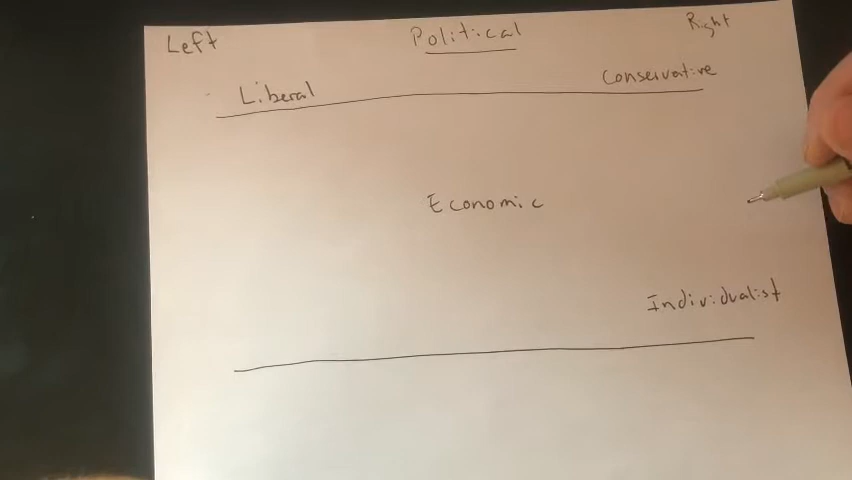 Left Political Right
Liberal Conservative
Economic
Individualist